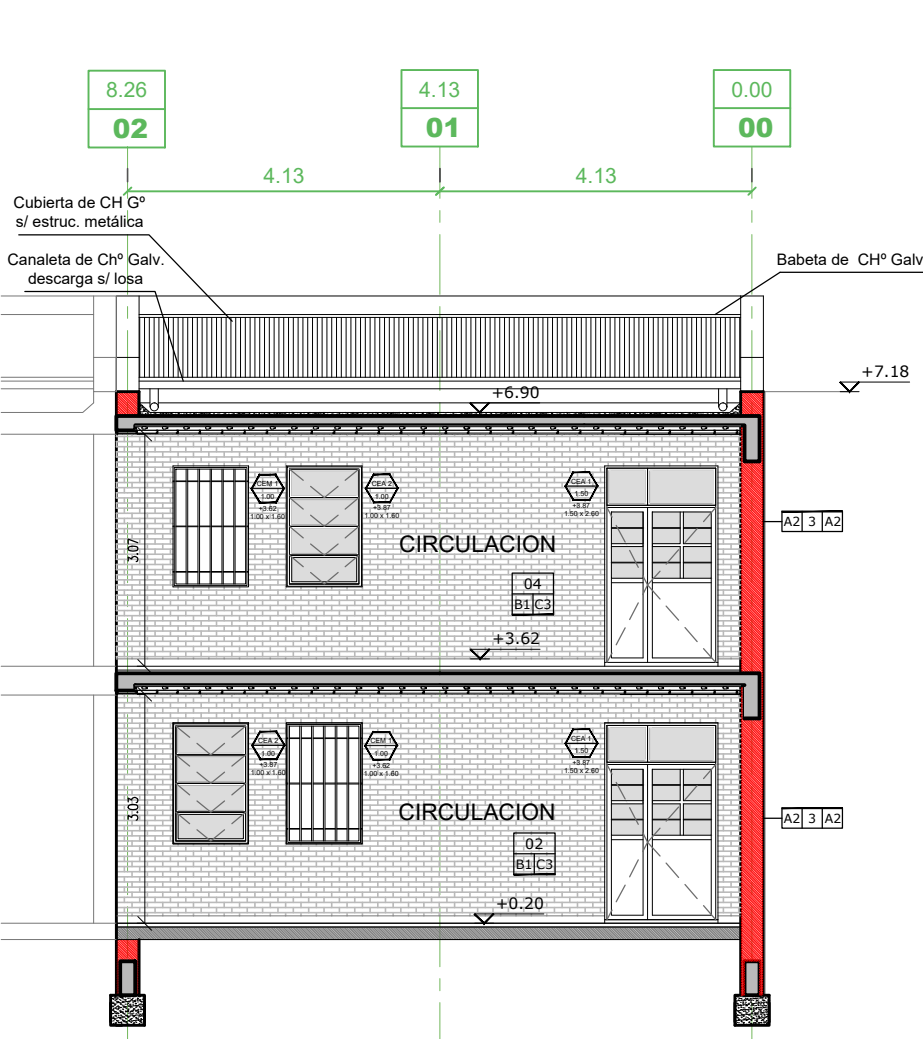 8.26
02
4.13
01
0.00
00
4.13
4.13
Cubierta de CH Gº
s/ estruc. metálica
Canaleta de Chº Galv.
descarga s/ losa
Babeta de CHº Galv
+7.18
+6.90
CEM 1
1.00
+3.62
1.00 x 1.60
CEA 2
1.00
+3.87
1.00 x 1.60
CEA 1
1.50
+3.87
1.50 x 2.60
A2 3 A2
3.07
CIRCULACION
04
B1 C3
+3.62
CEA 2
1.00
+3.87
1.00 x 1.60
CEM 1
1.00
+3.62
1.00 x 1.60
CEA 1
1.50
+3.87
1.50 x 2.60
3.03
CIRCULACION
A2 3 A2
02
B1 C3
+0.20